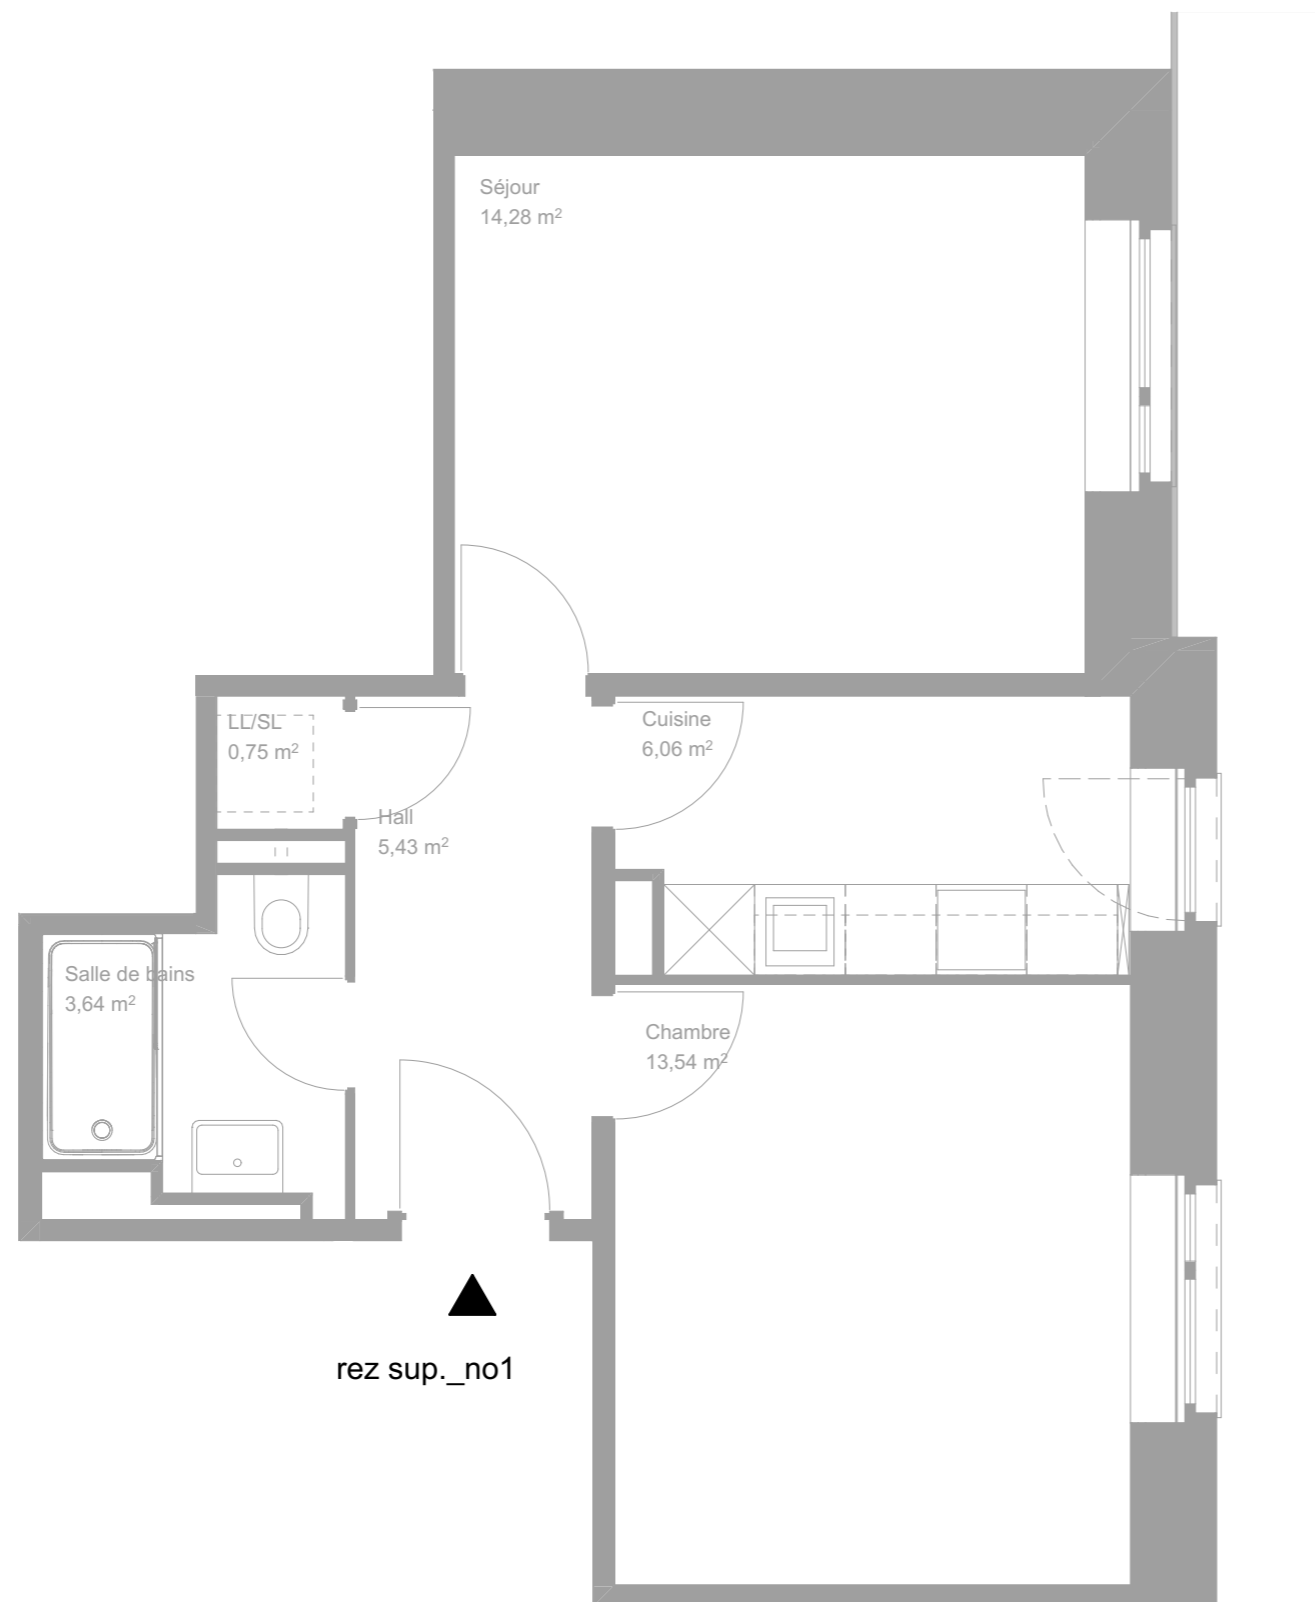 Séjour
14,28 m²
LL/SL
0,75 m²
Cuisine
6,06 m²
Hall
5,43 m²
Salle de bains
3,64 m²
Chambre
13,54 m²
rez sup._no1